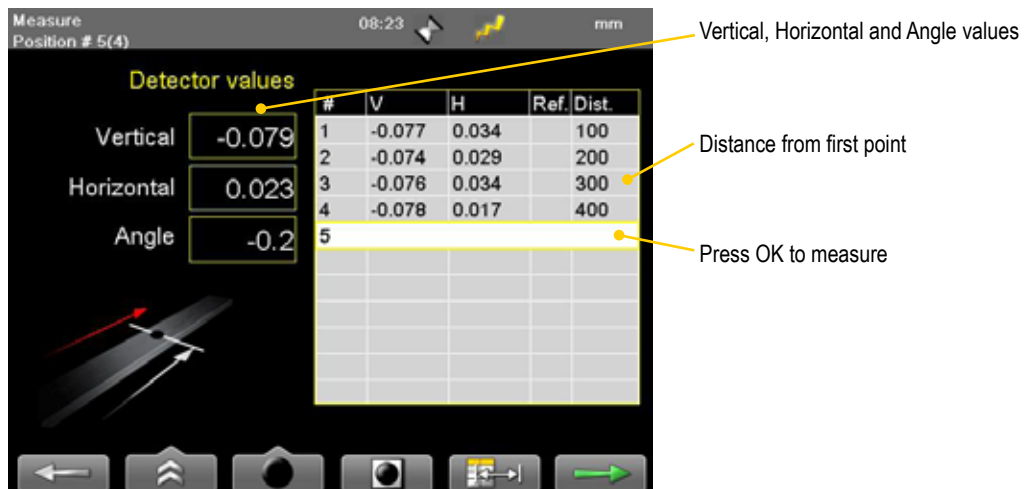 Measure 08:23 mm
Position # 5(4)
Vertical, Horizontal and Angle values
Detector values
# V H Ref. Dist.
Vertical -0.079
1 -0.077 0.034 100
2 -0.074 0.029 200
Distance from first point
Horizontal 0.023
3 -0.076 0.034 300
4 -0.078 0.017 400
Angle -0.2
5
Press OK to measure